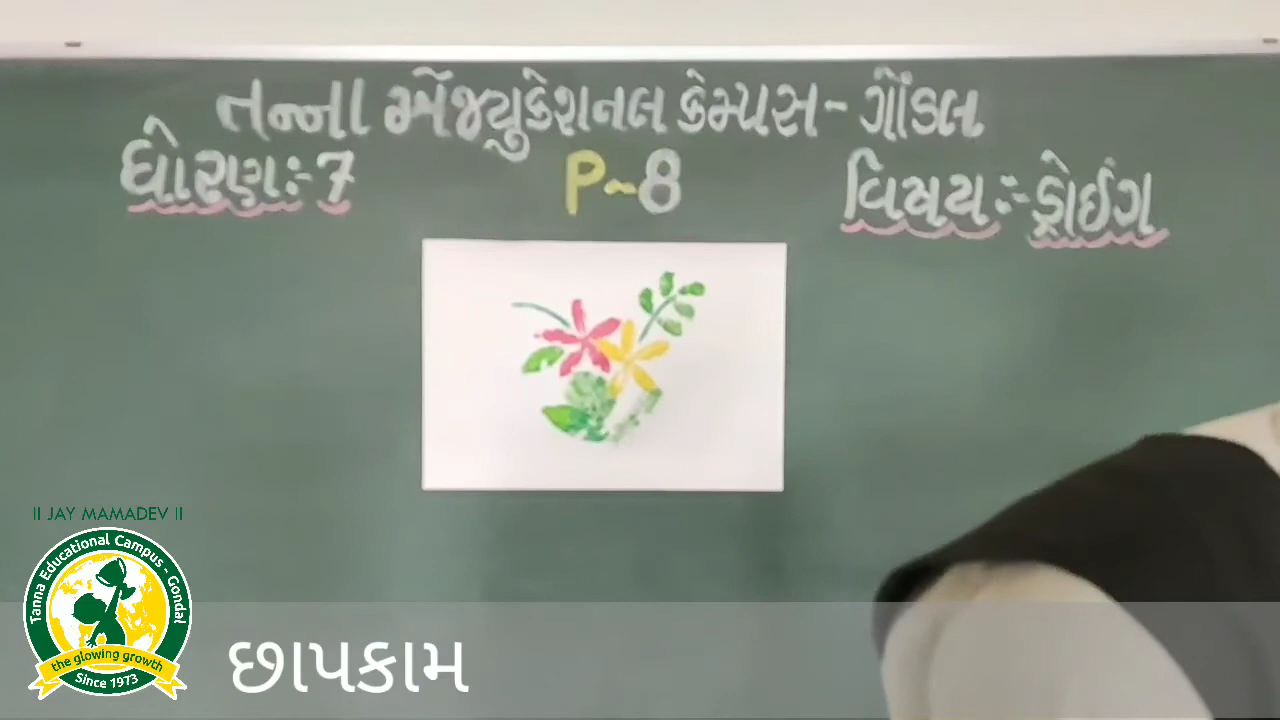 તન્ના એજ્યુકેશનલ કેમ્પસ - ગોંડલ
ધોરણ:- 7
P-8
વિષય:- ડ્રોઈંગ
II JAY MAMADEV II
Tanna Educational Campus - Gondal
the glowing growth
Since 1973
છાપકામ